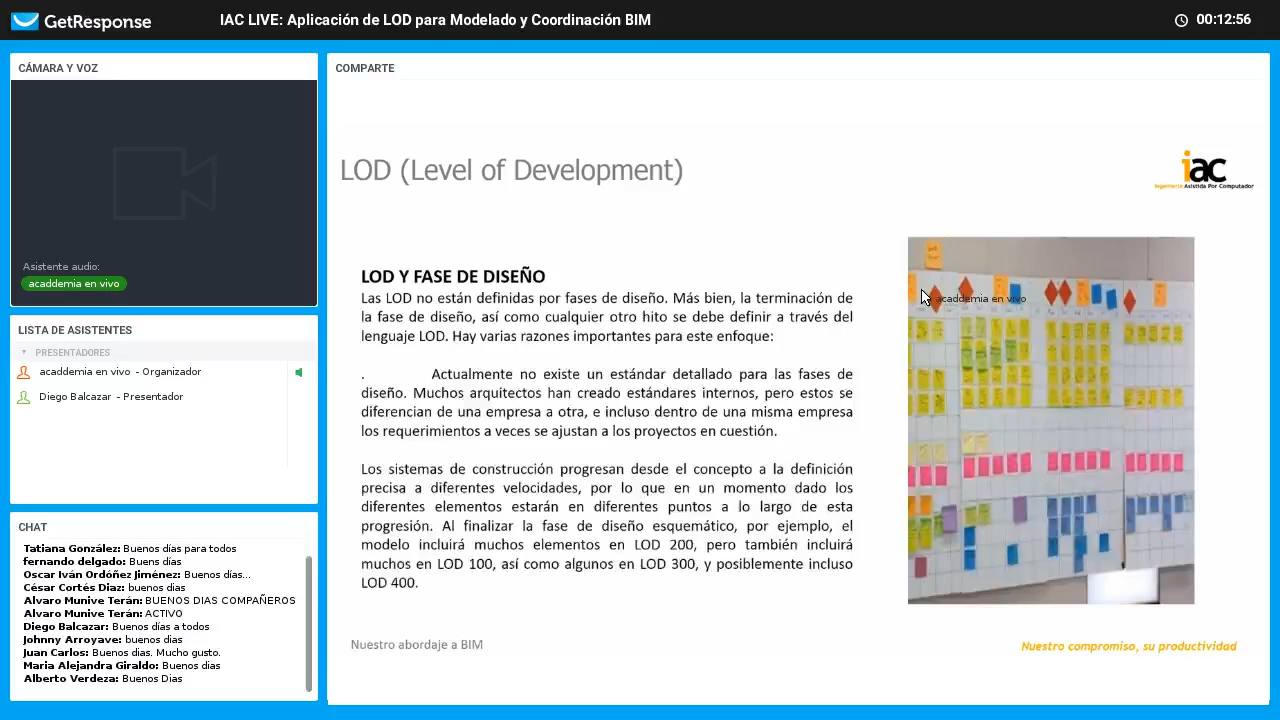 GetResponse
IAC LIVE: Aplicación de LOD para Modelado y Coordinación BIM
00:12:56
CÁMARA Y VOZ
Asistente audio:
acaddemia en vivo
LISTA DE ASISTENTES
PRESENTADORES
acaddemia en vivo - Organizador
Diego Balcazar - Presentador
CHAT
Tatiana González: Buenos días para todos
fernando delgado: Buens días
Oscar Iván Ordóñez Jiménez: Buenos días...
César Cortés Diaz: buenos dias
Alvaro Munive Terán: BUENOS DIAS COMPAÑEROS
Alvaro Munive Terán: ACTIVO
Diego Balcazar: Buenos días a todos
Johnny Arroyave: buenos dias
Juan Carlos: Buenos dias. Mucho gusto.
Maria Alejandra Giraldo: Buenos dias
Alberto Verdeza: Buenos Dias
COMPARTE
LOD (Level of Development)
iac
Ingeniería Asistida Por Computador
LOD Y FASE DE DISEÑO
Las LOD no están definidas por fases de diseño. Más bien, la terminación de
la fase de diseño, así como cualquier otro hito se debe definir a través del
lenguaje LOD. Hay varias razones importantes para este enfoque:
. Actualmente no existe un estándar detallado para las fases de
diseño. Muchos arquitectos han creado estándares internos, pero estos se
diferencian de una empresa a otra, e incluso dentro de una misma empresa
los requerimientos a veces se ajustan a los proyectos en cuestión.
Los sistemas de construcción progresan desde el concepto a la definición
precisa a diferentes velocidades, por lo que en un momento dado los
diferentes elementos estarán en diferentes puntos a lo largo de esta
progresión. Al finalizar la fase de diseño esquemático, por ejemplo, el
modelo incluirá muchos elementos en LOD 200, pero también incluirá
muchos en LOD 100, así como algunos en LOD 300, y posiblemente incluso
LOD 400.
acaddemia en vivo
Nuestro abordaje a BIM
Nuestro compromiso, su productividad